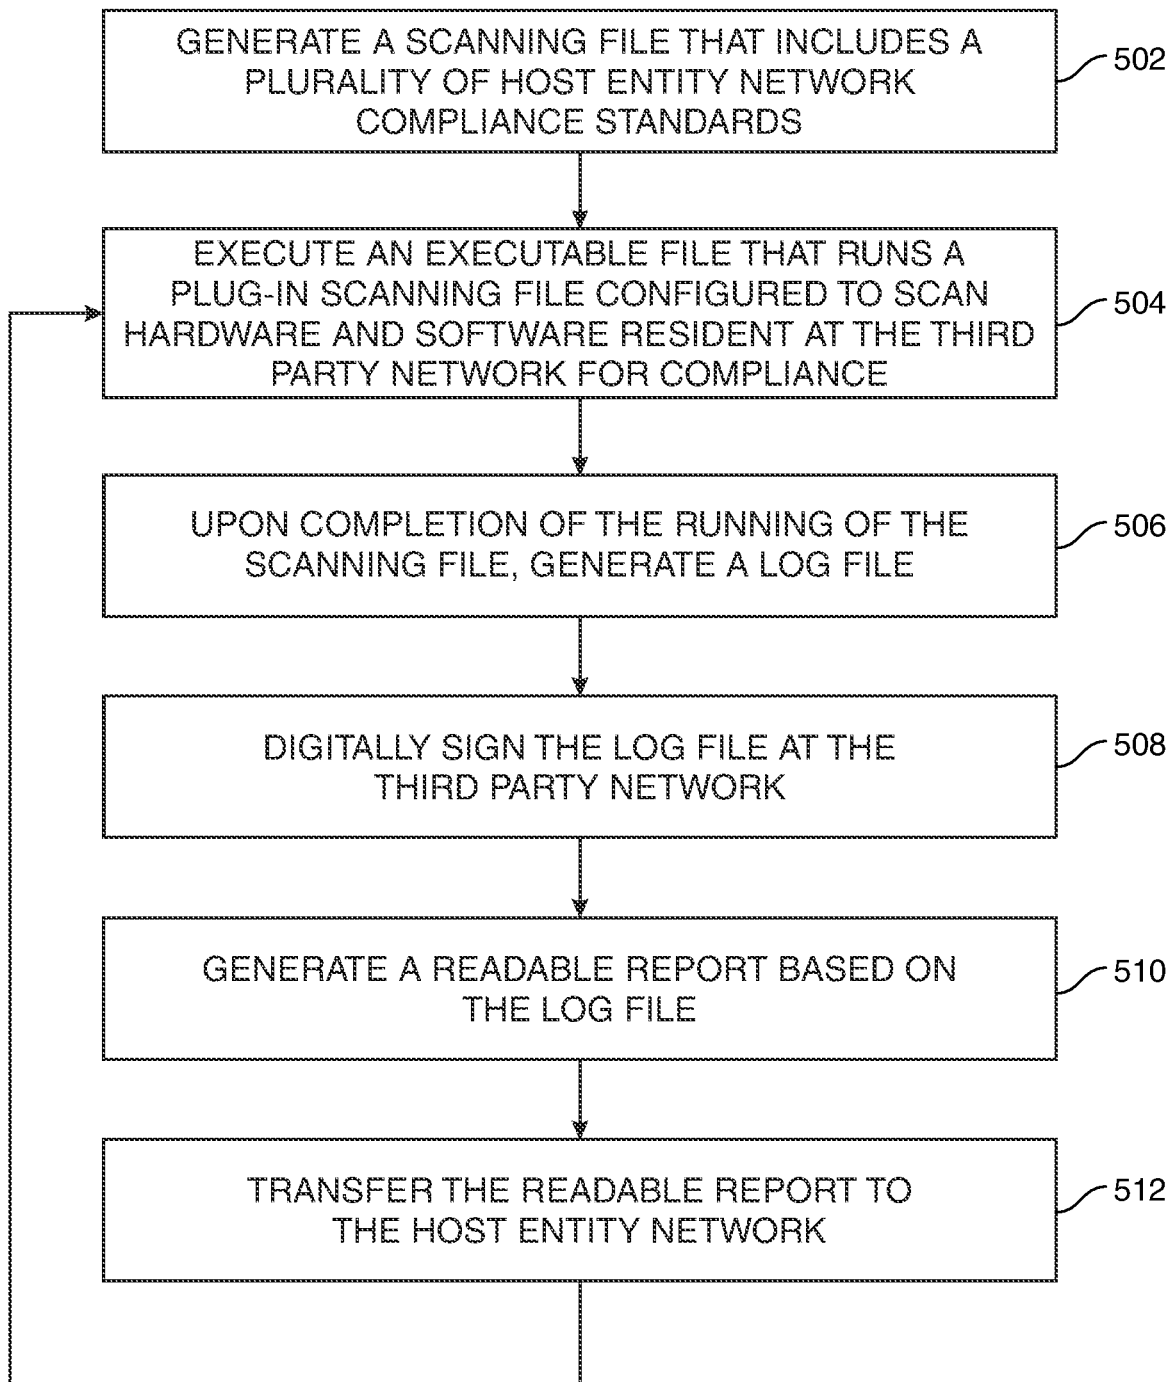 GENERATE A SCANNING FILE THAT INCLUDES A
PLURALITY OF HOST ENTITY NETWORK
COMPLIANCE STANDARDS
502
EXECUTE AN EXECUTABLE FILE THAT RUNS A
PLUG-IN SCANNING FILE CONFIGURED TO SCAN
HARDWARE AND SOFTWARE RESIDENT AT THE THIRD
PARTY NETWORK FOR COMPLIANCE
504
UPON COMPLETION OF THE RUNNING OF THE
SCANNING FILE, GENERATE A LOG FILE
506
DIGITALLY SIGN THE LOG FILE AT THE
THIRD PARTY NETWORK
508
GENERATE A READABLE REPORT BASED ON
THE LOG FILE
510
TRANSFER THE READABLE REPORT TO
THE HOST ENTITY NETWORK
512